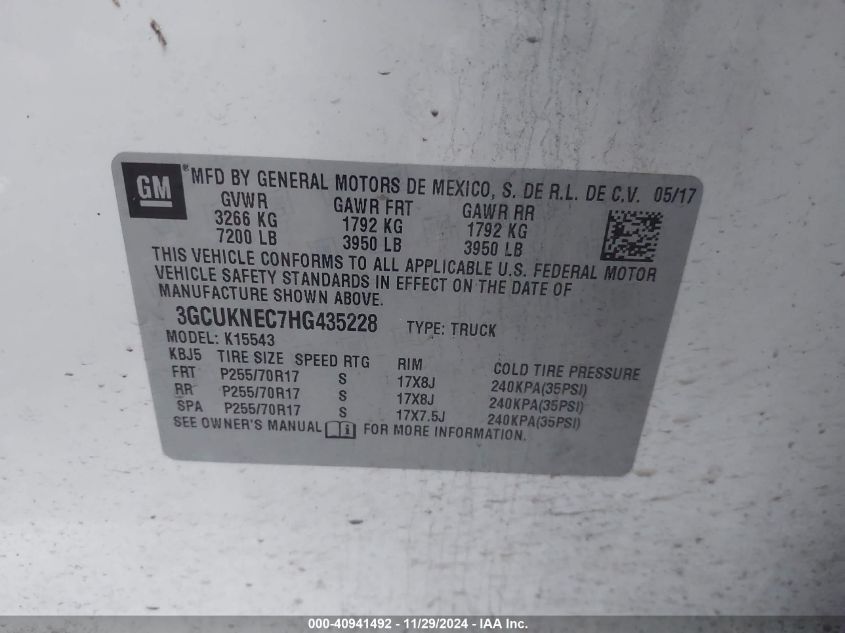 GM ® MFD BY GENERAL MOTORS DE MEXICO, S. DE R.L. DE C.V. 05/17
GVWR GAWR FRT GAWR RR
3266 KG 1792 KG 1792 KG
7200 LB 3950 LB 3950 LB
THIS VEHICLE CONFORMS TO ALL APPLICABLE U.S. FEDERAL MOTOR
VEHICLE SAFETY STANDARDS IN EFFECT ON THE DATE OF
MANUFACTURE SHOWN ABOVE.
3GCUKNEC7HG435228 TYPE: TRUCK
MODEL: K15543
KBJ5 TIRE SIZE SPEED RTG RIM COLD TIRE PRESSURE
FRT P255/70R17 S 17X8J 240KPA(35PSI)
RR P255/70R17 S 17X8J 240KPA(35PSI)
SPA P255/70R17 S 17X7.5J 240KPA(35PSI)
SEE OWNER'S MANUAL FOR MORE INFORMATION.
000-40941492 - 11/29/2024 - IAA Inc.